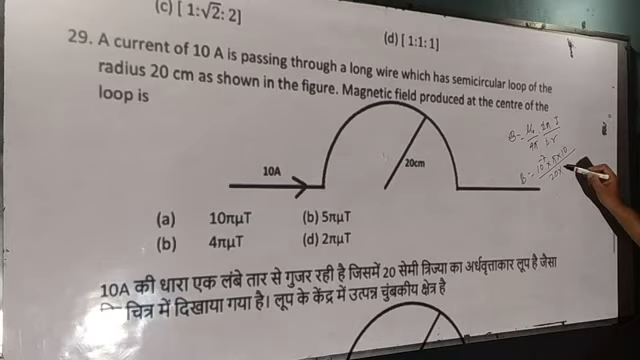 (c) [ 1:√2: 2]
(d) [ 1:1: 1]
29. A current of 10 A is passing through a long wire which has semicircular loop of the
radius 20 cm as shown in the figure. Magnetic field produced at the centre of the
loop is
10A
20cm
(a) 10πμT (b) 5πμT
(b) 4πμT (d) 2πμT
10A की धारा एक लंबे तार से गुजर रही है जिसमें 20 सेमी त्रिज्या का अर्धवृत्ताकार लूप है जैसा
चित्र में दिखाया गया है। लूप के केंद्र में उत्पन्न चुंबकीय क्षेत्र है